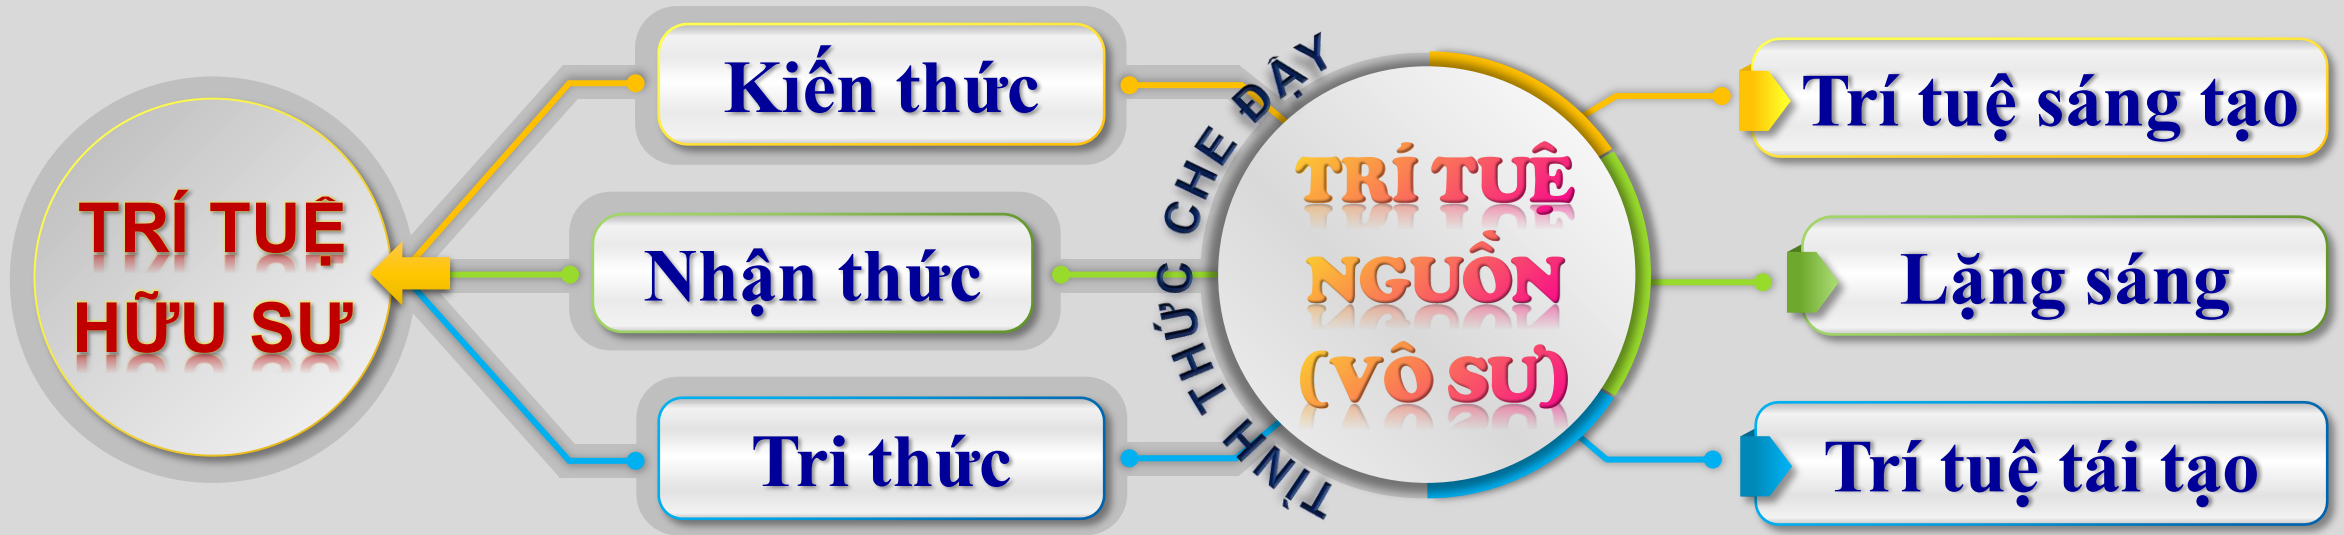 TRÍ TUỆ
HỮU SƯ
Kiến thức
Nhận thức
Tri thức
TÍNH THỨC CHE ĐẬY
TRÍ TUỆ
NGUỒN
(VÔ SƯ)
Trí tuệ sáng tạo
Lặng sáng
Trí tuệ tái tạo